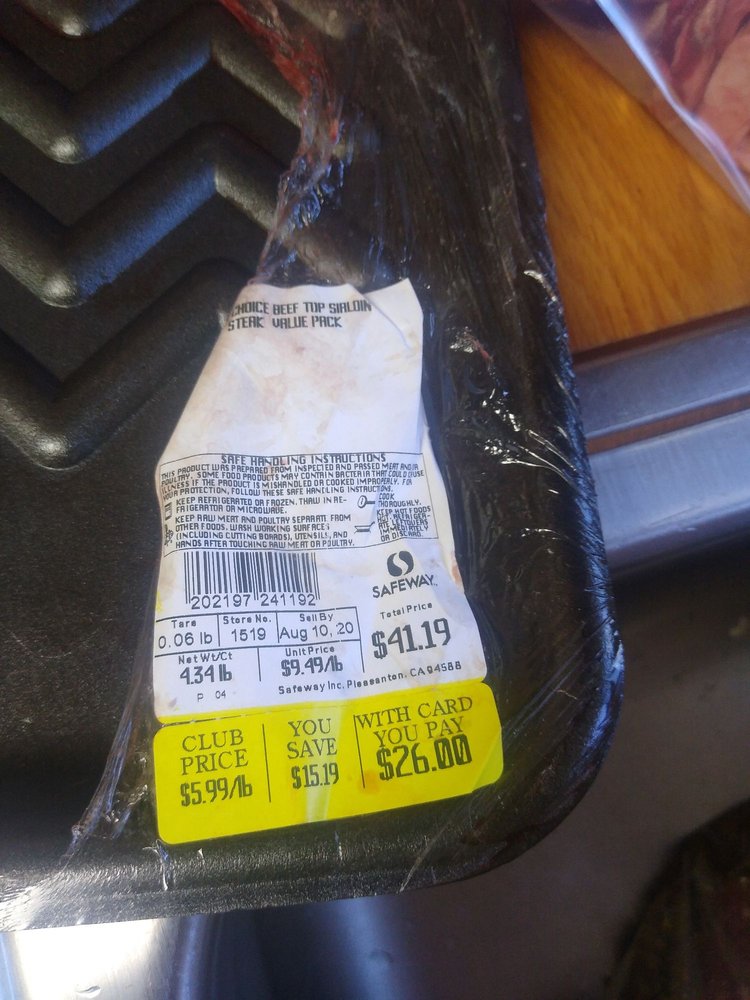 CHOICE BEEF TOP SIRLOIN
STEAK VALUE PACK
SAFE HANDLING INSTRUCTIONS
THIS PRODUCT WAS PREPARED FROM INSPECTED AND PASSED MEAT AND/OR
POULTRY. SOME FOOD PRODUCTS MAY CONTAIN BACTERIA THAT COULD CAUSE
ILLNESS IF THE PRODUCT IS MISHANDLED OR COOKED IMPROPERLY. FOR
YOUR PROTECTION, FOLLOW THESE SAFE HANDLING INSTRUCTIONS.
KEEP REFRIGERATED OR FROZEN. THAW IN RE-
FRIGERATOR OR MICROWAVE.
KEEP RAW MEAT AND POULTRY SEPARATE FROM
OTHER FOODS. WASH WORKING SURFACES
(INCLUDING CUTTING BOARDS), UTENSILS, AND
HANDS AFTER TOUCHING RAW MEAT OR POULTRY.
COOK
THOROUGHLY.
KEEP HOT FOODS
HOT. REFRIGER-
ATE LEFTOVERS
IMMEDIATELY
OR DISCARD.
202197 241192
SAFEWAY
Tare
0.06 lb
Store No.
1519
Sell By
Aug 10, 20
Total Price
$41.19
Net Wt/Ct
4.34 lb
Unit Price
$9.49/lb
P 04
Safeway Inc. Pleasanton, CA 94588
CLUB
PRICE
$5.99/lb
YOU
SAVE
$15.19
WITH CARD
YOU PAY
$26.00